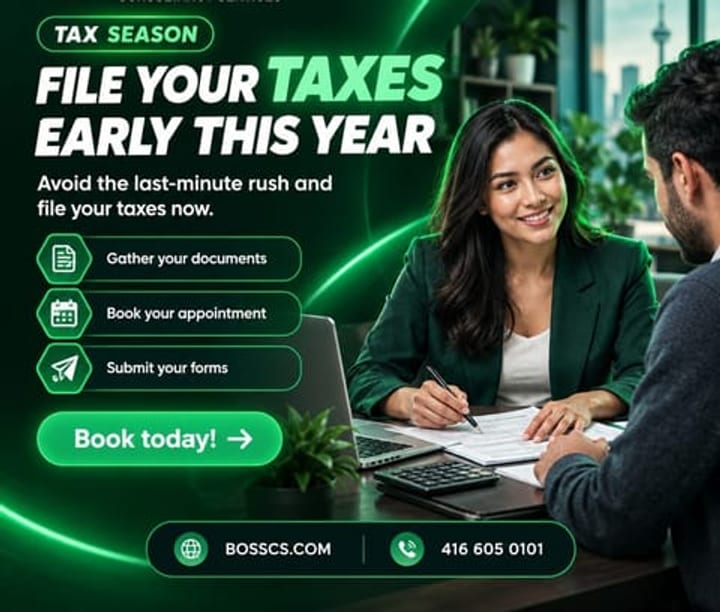 TAX SEASON
FILE YOUR TAXES
EARLY THIS YEAR
Avoid the last-minute rush and
file your taxes now.
Gather your documents
Book your appointment
Submit your forms
Book today!
BOSSCS.COM
416 605 0101